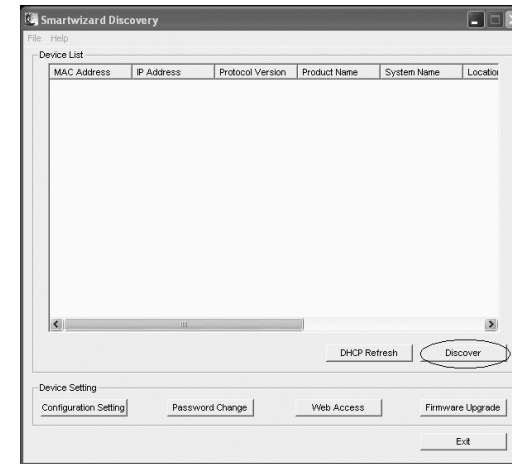 Smartwizard Discovery
File Help
Device List
MAC Address IP Address Protocol Version Product Name System Name Location
DHCP Refresh Discover
Device Setting
Configuration Setting Password Change Web Access Firmware Upgrade
Exit